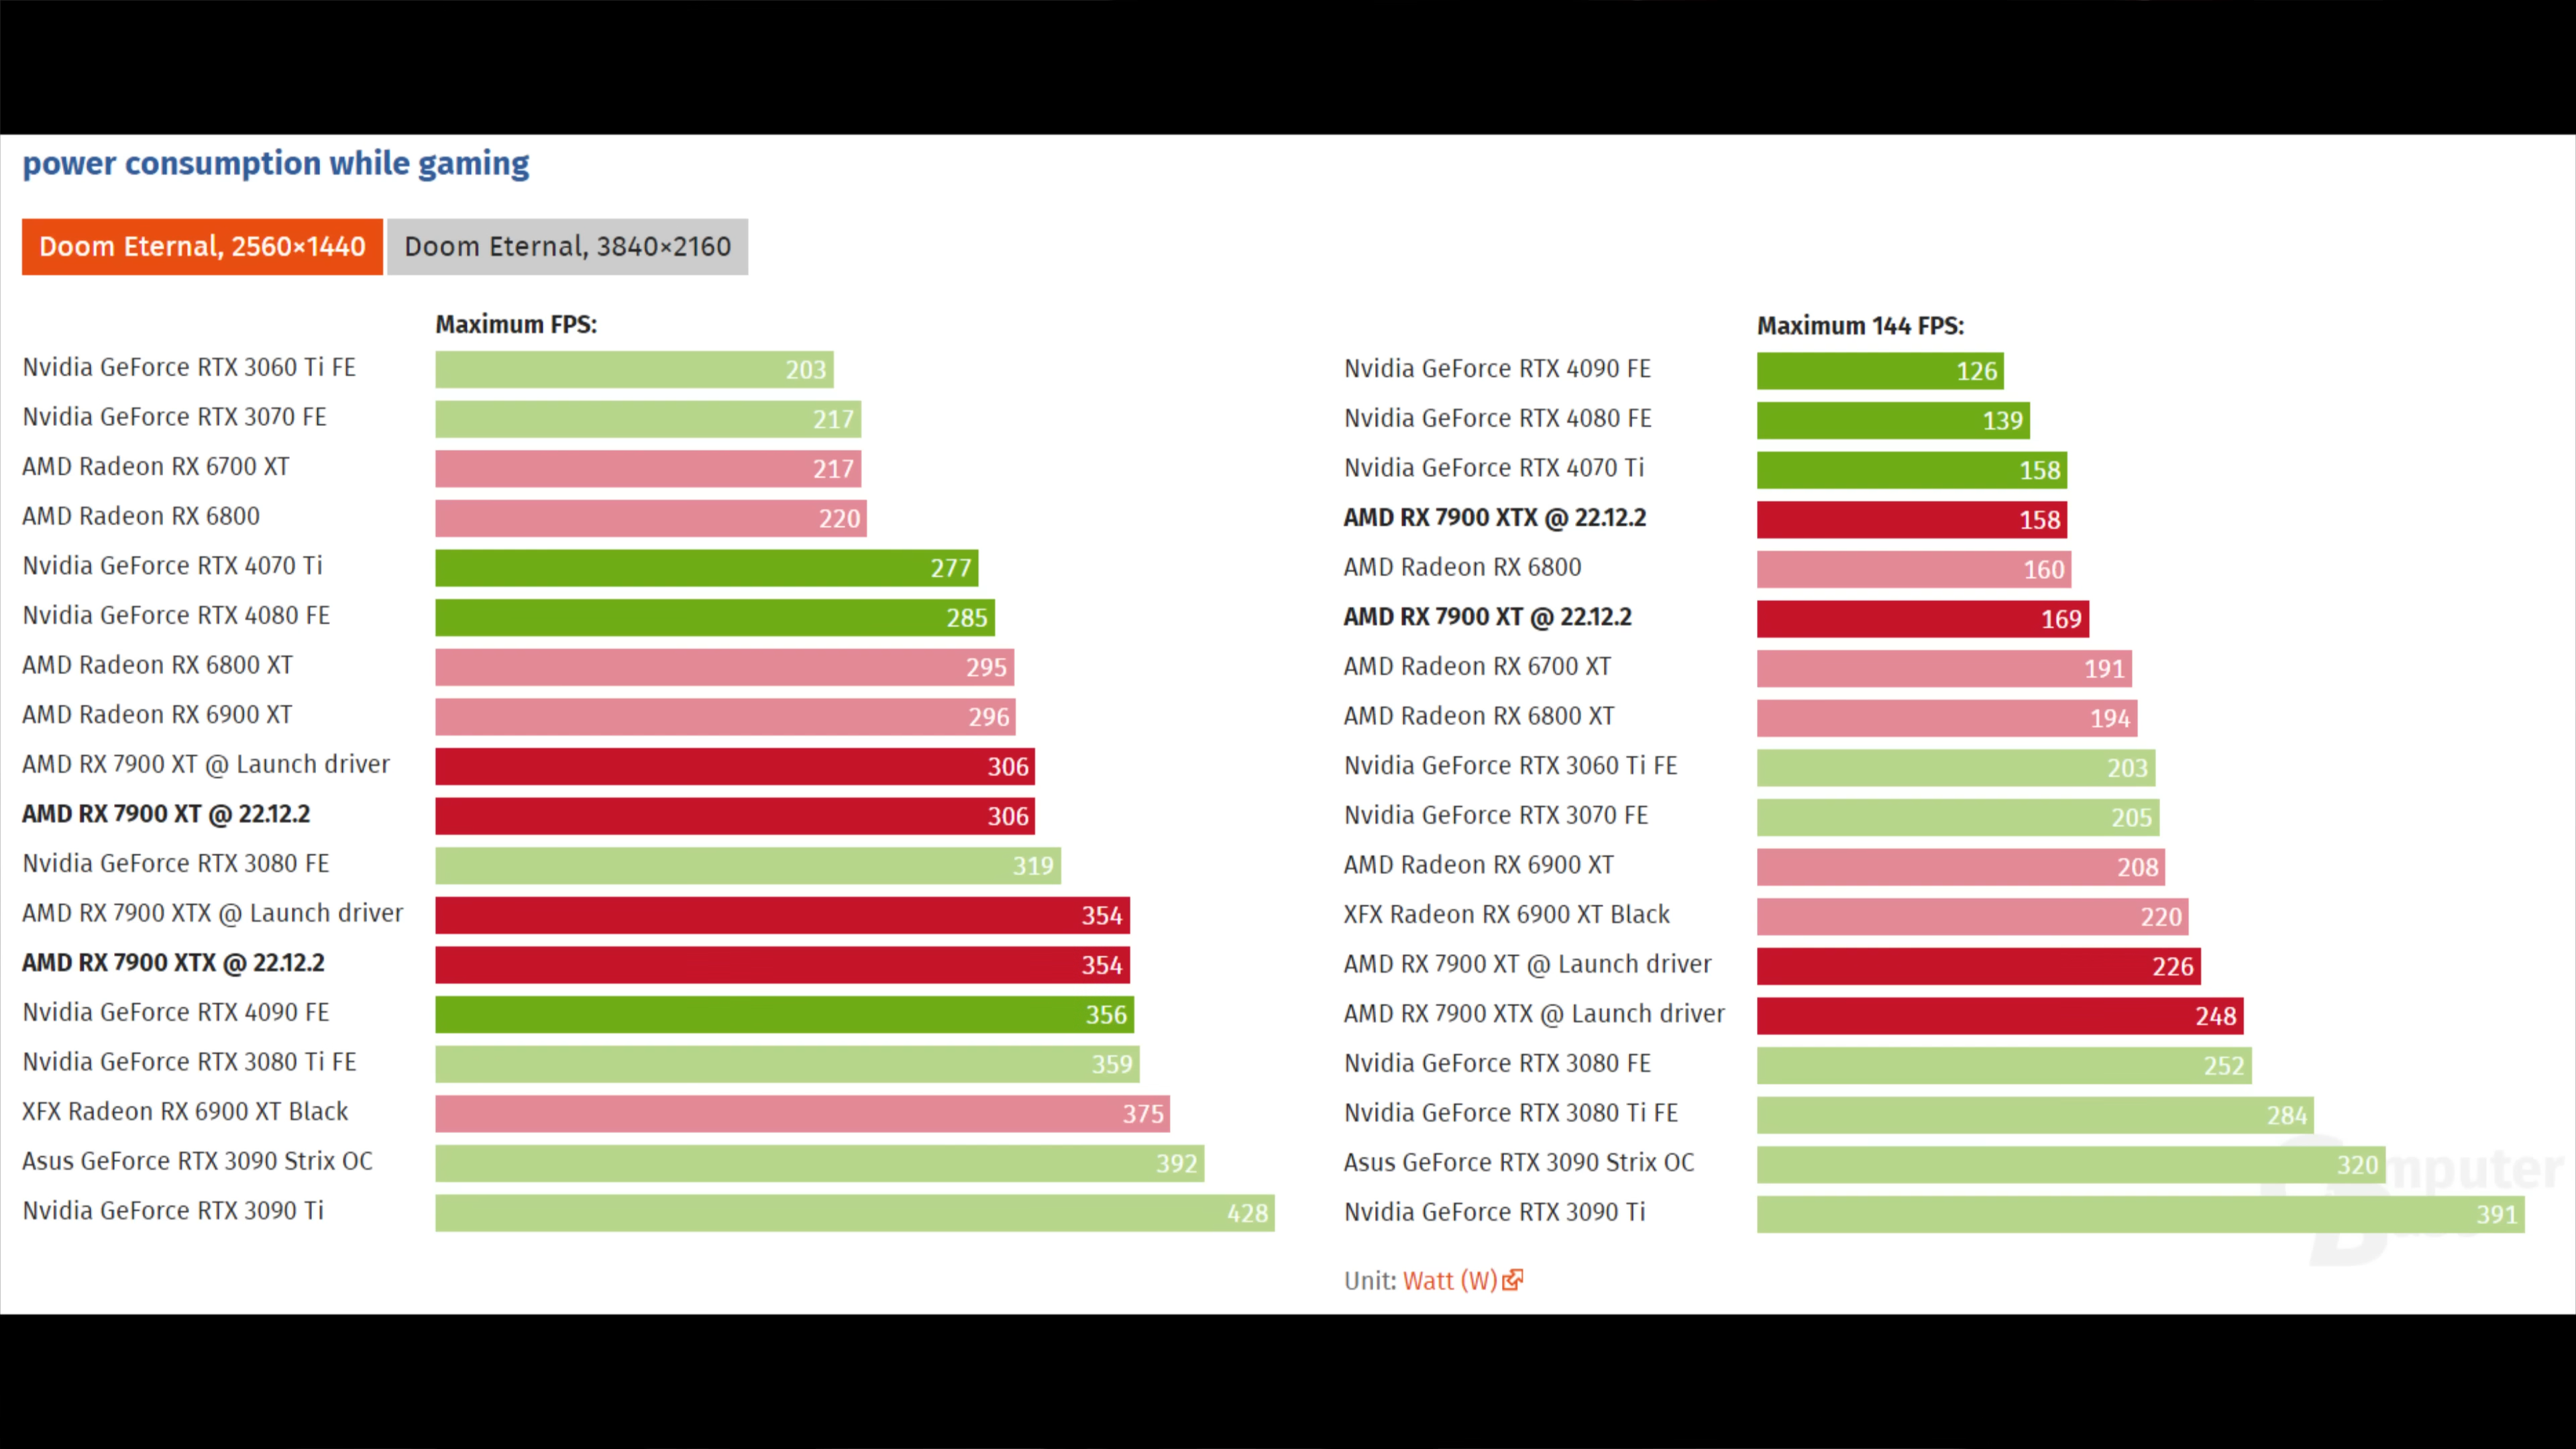 power consumption while gaming
Doom Eternal, 2560×1440 Doom Eternal, 3840×2160
Maximum FPS:
Nvidia GeForce RTX 3060 Ti FE 203
Nvidia GeForce RTX 3070 FE 217
AMD Radeon RX 6700 XT 217
AMD Radeon RX 6800 220
Nvidia GeForce RTX 4070 Ti 277
Nvidia GeForce RTX 4080 FE 285
AMD Radeon RX 6800 XT 295
AMD Radeon RX 6900 XT 296
AMD RX 7900 XT @ Launch driver 306
AMD RX 7900 XT @ 22.12.2 306
Nvidia GeForce RTX 3080 FE 319
AMD RX 7900 XTX @ Launch driver 354
AMD RX 7900 XTX @ 22.12.2 354
Nvidia GeForce RTX 4090 FE 356
Nvidia GeForce RTX 3080 Ti FE 359
XFX Radeon RX 6900 XT Black 375
Asus GeForce RTX 3090 Strix OC 392
Nvidia GeForce RTX 3090 Ti 428
Maximum 144 FPS:
Nvidia GeForce RTX 4090 FE 126
Nvidia GeForce RTX 4080 FE 139
Nvidia GeForce RTX 4070 Ti 158
AMD RX 7900 XTX @ 22.12.2 158
AMD Radeon RX 6800 160
AMD RX 7900 XT @ 22.12.2 169
AMD Radeon RX 6700 XT 191
AMD Radeon RX 6800 XT 194
Nvidia GeForce RTX 3060 Ti FE 203
Nvidia GeForce RTX 3070 FE 205
AMD Radeon RX 6900 XT 208
XFX Radeon RX 6900 XT Black 220
AMD RX 7900 XT @ Launch driver 226
AMD RX 7900 XTX @ Launch driver 248
Nvidia GeForce RTX 3080 FE 252
Nvidia GeForce RTX 3080 Ti FE 284
Asus GeForce RTX 3090 Strix OC 320
Nvidia GeForce RTX 3090 Ti 391
Unit: Watt (W)